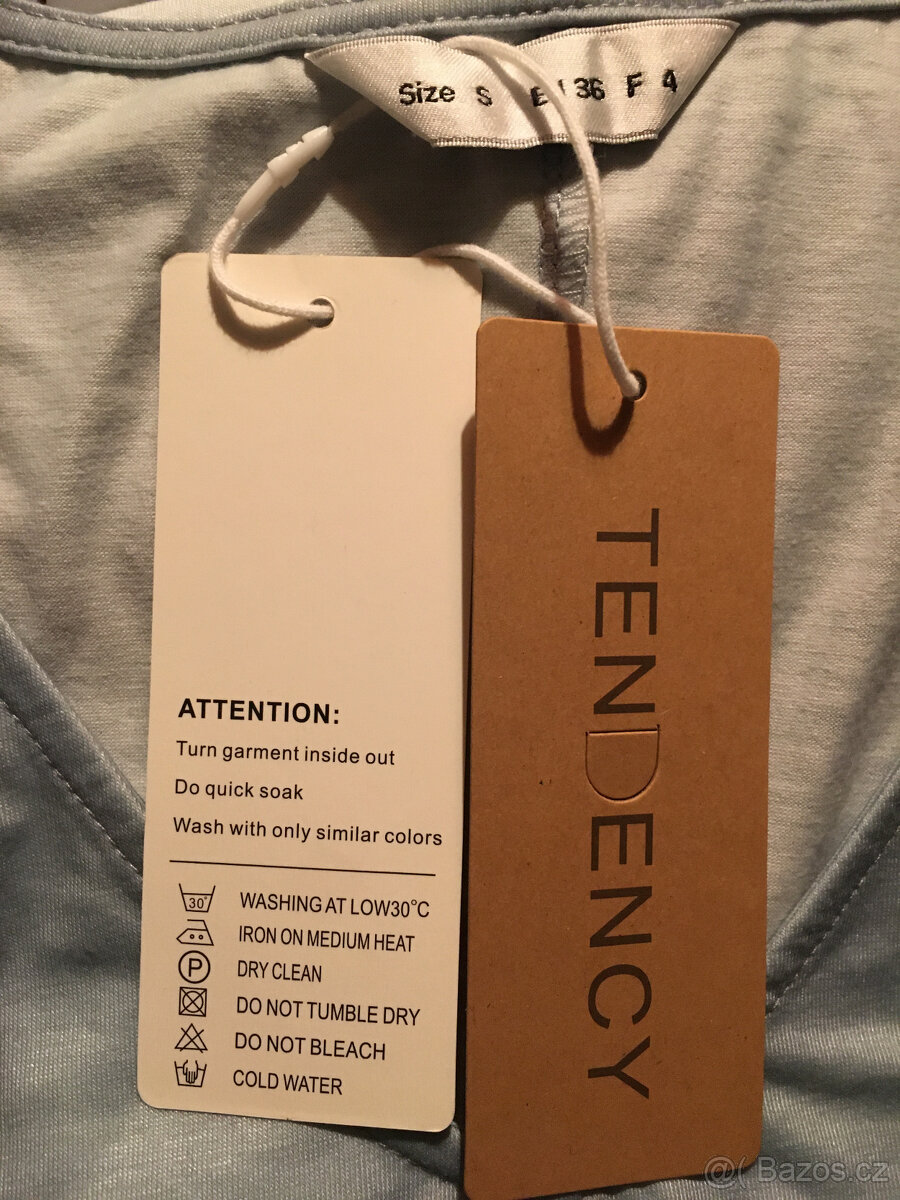 Size S E 36 F 4
TENDENCY
ATTENTION:
Turn garment inside out
Do quick soak
Wash with only similar colors
30°
WASHING AT LOW30°C
IRON ON MEDIUM HEAT
P
DRY CLEAN
DO NOT TUMBLE DRY
DO NOT BLEACH
COLD WATER
Bazos.cz